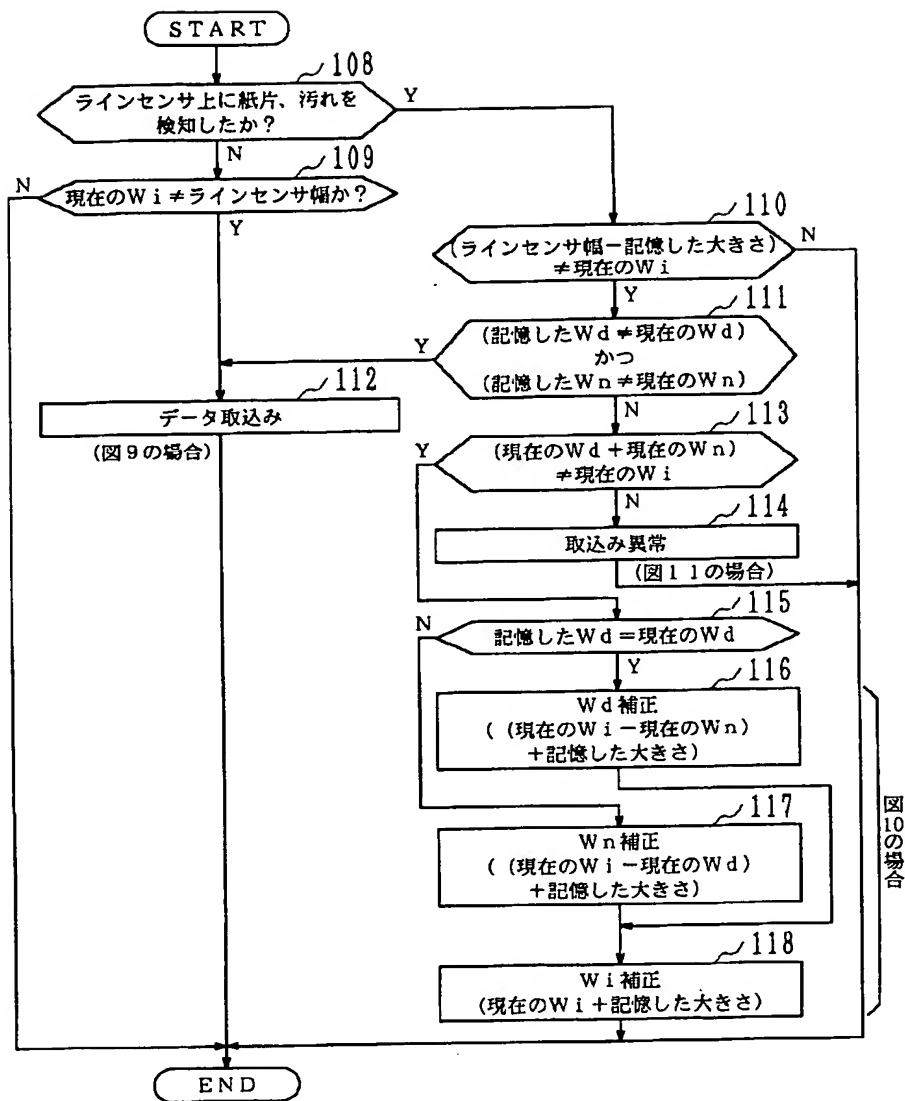 START
108
ラインセンサ上に紙片、汚れを
検知したか?
Y
N
109
現在のWi≠ラインセンサ幅か?
N
Y
110
(ラインセンサ幅-記憶した大きさ)
≠現在のWi
N
Y
111
(記憶したWd≠現在のWd)
かつ
(記憶したWn≠現在のWn)
Y
N
112
データ取込み
(図9の場合)
113
(現在のWd+現在のWn)
≠現在のWi
Y
N
114
取込み異常
(図11の場合)
115
記憶したWd=現在のWd
N
Y
116
Wd補正
((現在のWi-現在のWn)
+記憶した大きさ)
117
Wn補正
((現在のWi-現在のWd)
+記憶した大きさ)
118
Wi補正
(現在のWi+記憶した大きさ)
図10の場合
END